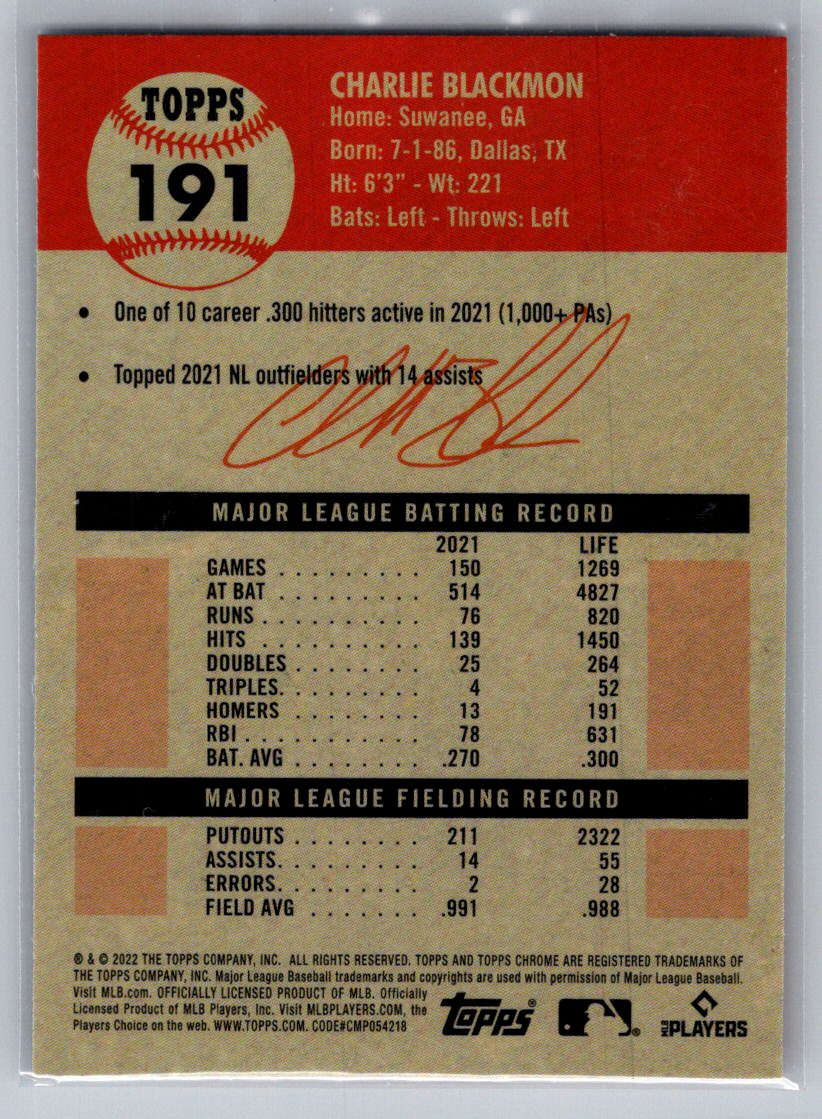 TOPPS
191
CHARLIE BLACKMON
Home: Suwanee, GA
Born: 7-1-86, Dallas, TX
Ht: 6'3" - Wt: 221
Bats: Left - Throws: Left
• One of 10 career .300 hitters active in 2021 (1,000+ PAs)
• Topped 2021 NL outfielders with 14 assists
MAJOR LEAGUE BATTING RECORD
2021 LIFE
GAMES . . . . . . . . . . 150 1269
AT BAT . . . . . . . . . . 514 4827
RUNS . . . . . . . . . . . 76 820
HITS . . . . . . . . . . . 139 1450
DOUBLES . . . . . . . . . 25 264
TRIPLES. . . . . . . . . . 4 52
HOMERS . . . . . . . . 13 191
RBI . . . . . . . . . . . . 78 631
BAT. AVG . . . . . . . . .270 .300
MAJOR LEAGUE FIELDING RECORD
PUTOUTS . . . . . . . . 211 2322
ASSISTS. . . . . . . . . . 14 55
ERRORS. . . . . . . . . . 2 28
FIELD AVG . . . . . . . .991 .988
® & © 2022 THE TOPPS COMPANY, INC. ALL RIGHTS RESERVED. TOPPS AND TOPPS CHROME ARE REGISTERED TRADEMARKS OF
THE TOPPS COMPANY, INC. Major League Baseball trademarks and copyrights are used with permission of Major League Baseball.
Visit MLB.com. OFFICIALLY LICENSED PRODUCT OF MLB. Officially
Licensed Product of MLB Players, Inc. Visit MLBPLAYERS.COM, the
Players Choice on the web. WWW.TOPPS.COM. CODE#CMP054218
topps®
MLB PLAYERS